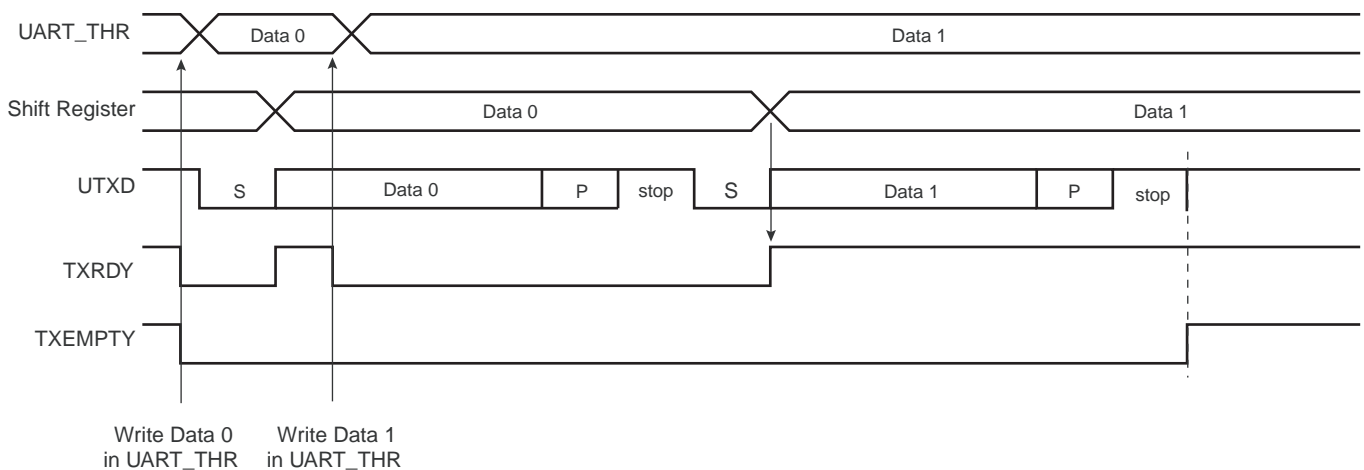 UART_THR
Data 0
Data 1
Shift Register
Data 0
Data 1
UTXD
S
Data 0
P
stop
S
Data 1
P
stop
TXRDY
TXEMPTY
Write Data 0
in UART_THR
Write Data 1
in UART_THR